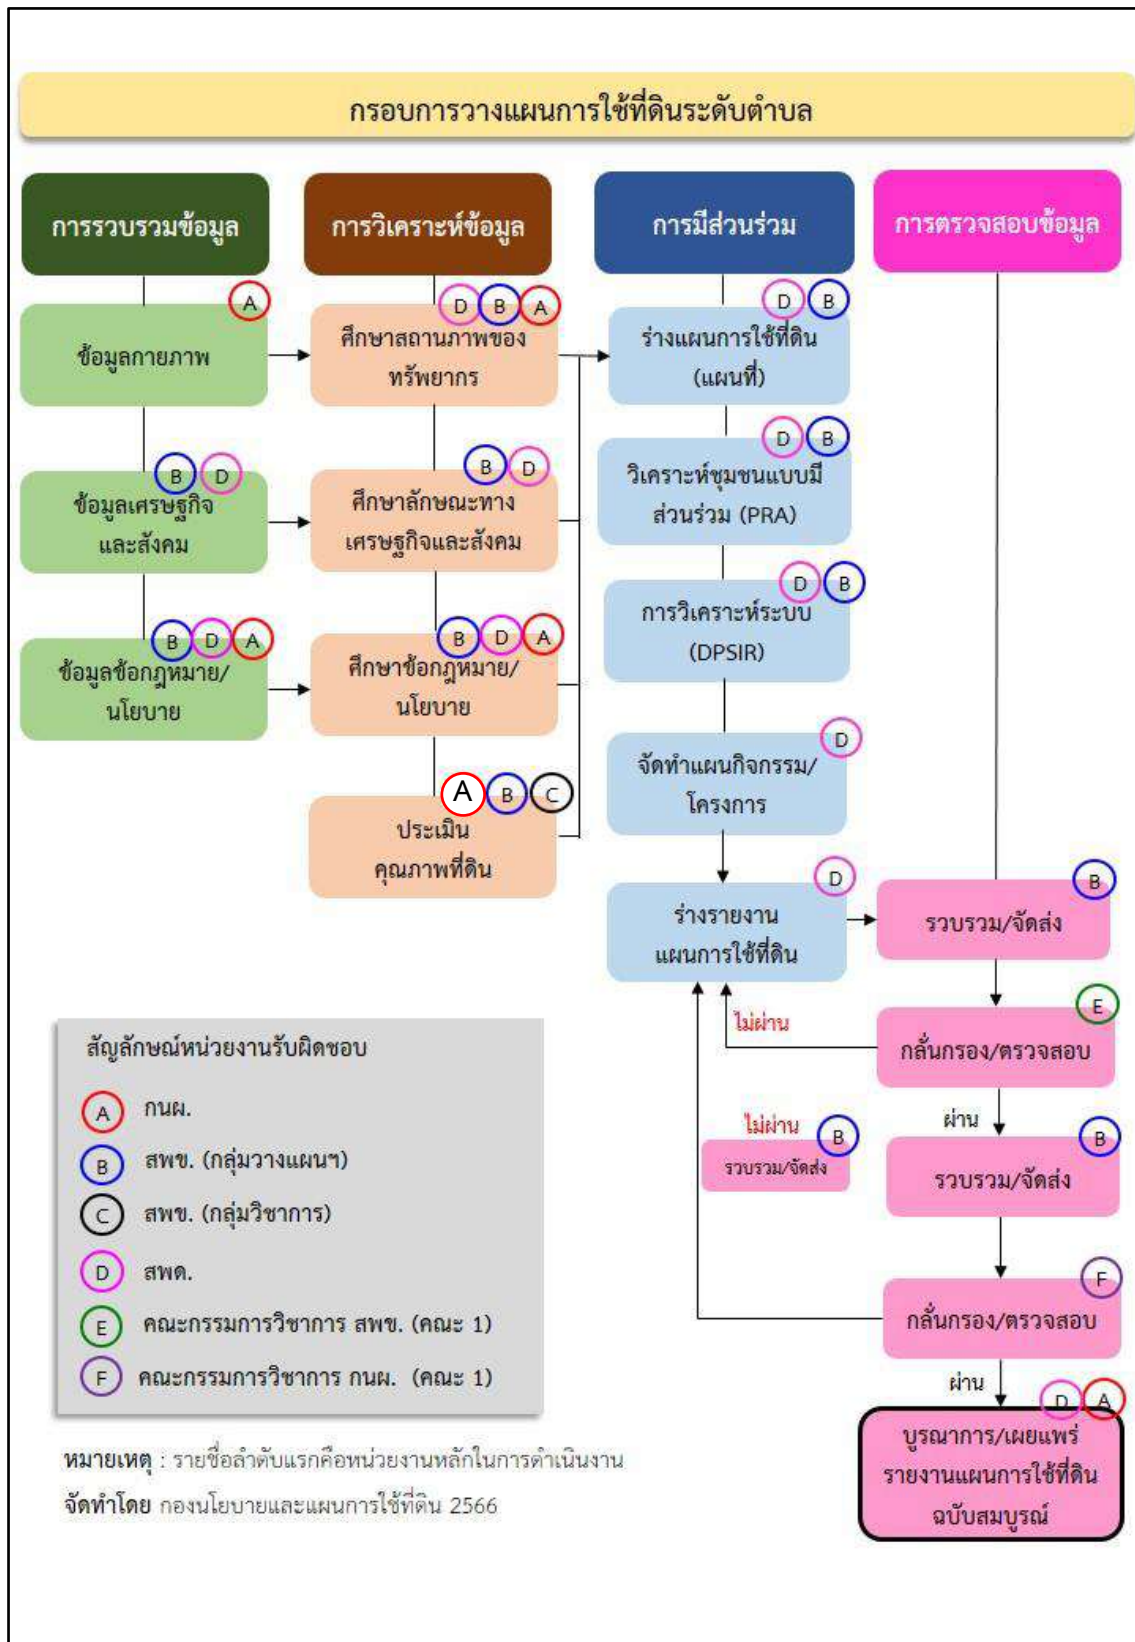 กรอบการวางแผนการใช้ที่ดินระดับตำบล
การรวบรวมข้อมูล
A
ข้อมูลกายภาพ
B D
ข้อมูลเศรษฐกิจ
และสังคม
B D A
ข้อมูลข้อกฎหมาย/
นโยบาย
การวิเคราะห์ข้อมูล
D B A
ศึกษาสถานภาพของ
ทรัพยากร
B D
ศึกษาลักษณะทาง
เศรษฐกิจและสังคม
B D A
ศึกษาข้อกฎหมาย/
นโยบาย
A B C
ประเมิน
คุณภาพที่ดิน
การมีส่วนร่วม
D B
ร่างแผนการใช้ที่ดิน
(แผนที่)
D B
วิเคราะห์ชุมชนแบบมี
ส่วนร่วม (PRA)
D B
การวิเคราะห์ระบบ
(DPSIR)
D
จัดทำแผนกิจกรรม/
โครงการ
D
ร่างรายงาน
แผนการใช้ที่ดิน
การตรวจสอบข้อมูล
B
รวบรวม/จัดส่ง
E
กลั่นกรอง/ตรวจสอบ
ไม่ผ่าน
ผ่าน
B
รวบรวม/จัดส่ง
ไม่ผ่าน
B
รวบรวม/จัดส่ง
F
กลั่นกรอง/ตรวจสอบ
ผ่าน
D A
บูรณาการ/เผยแพร่
รายงานแผนการใช้ที่ดิน
ฉบับสมบูรณ์
สัญลักษณ์หน่วยงานรับผิดชอบ
A กนผ.
B สพข. (กลุ่มวางแผนฯ)
C สพข. (กลุ่มวิชาการ)
D สพด.
E คณะกรรมการวิชาการ สพข. (คณะ 1)
F คณะกรรมการวิชาการ กนผ. (คณะ 1)
หมายเหตุ : รายชื่อลำดับแรกคือหน่วยงานหลักในการดำเนินงาน
จัดทำโดย กองนโยบายและแผนการใช้ที่ดิน 2566